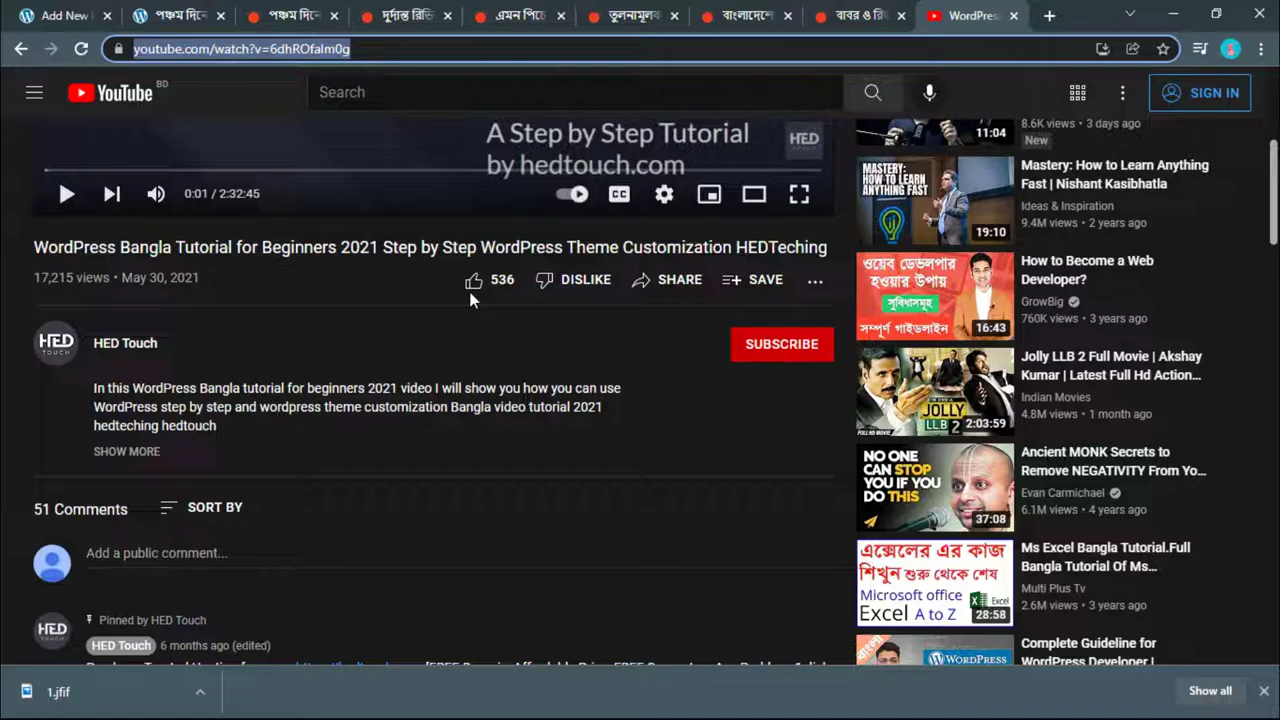 Add New
পঞ্চম দিনে
পঞ্চম দিনে
দুর্দান্ত রিভি
এমন পিচে
তুলনামূলক
বাংলাদেশে
বাবর ও রিজ
WordPres
youtube.com/watch?v=6dhROfalm0g
YouTube BD
Search
SIGN IN
A Step by Step Tutorial
by hedtouch.com
HED
0:01 / 2:32:45
CC
WordPress Bangla Tutorial for Beginners 2021 Step by Step WordPress Theme Customization HEDTeching
17,215 views • May 30, 2021
536 DISLIKE SHARE SAVE
HED TOUCH
HED Touch
SUBSCRIBE
In this WordPress Bangla tutorial for beginners 2021 video I will show you how you can use
WordPress step by step and wordpress theme customization Bangla video tutorial 2021
hedteching hedtouch
SHOW MORE
51 Comments SORT BY
Add a public comment...
HED TOUCH
Pinned by HED Touch
HED Touch 6 months ago (edited)
11:04
8.6K views • 3 days ago
New
MASTERY:
HOW TO LEARN
ANYTHING FAST
19:10
Mastery: How to Learn Anything
Fast | Nishant Kasibhatla
Ideas & Inspiration
9.4M views • 2 years ago
ওয়েব ডেভলপার
হওয়ার উপায়
সুবিধাসমূহ
সম্পূর্ণ গাইডলাইন
16:43
How to Become a Web
Developer?
GrowBig
760K views • 3 years ago
JOLLY
LLB 2
2:03:59
Jolly LLB 2 Full Movie | Akshay
Kumar | Latest Full Hd Action...
Indian Movies
4.8M views • 1 month ago
NO ONE
CAN STOP
YOU IF YOU
DO THIS
37:08
Ancient MONK Secrets to
Remove NEGATIVITY From Yo...
Evan Carmichael
6.1M views • 4 years ago
এক্সেলের এর কাজ
শিখুন শুরু থেকে শেষ
Microsoft office
Excel A to Z
Excel
28:58
Ms Excel Bangla Tutorial.Full
Bangla Tutorial Of Ms...
Multi Plus Tv
2.6M views • 3 years ago
বাংলা
WORDPRESS
Complete Guideline for
WordPress Developer |
1.jfif
Show all